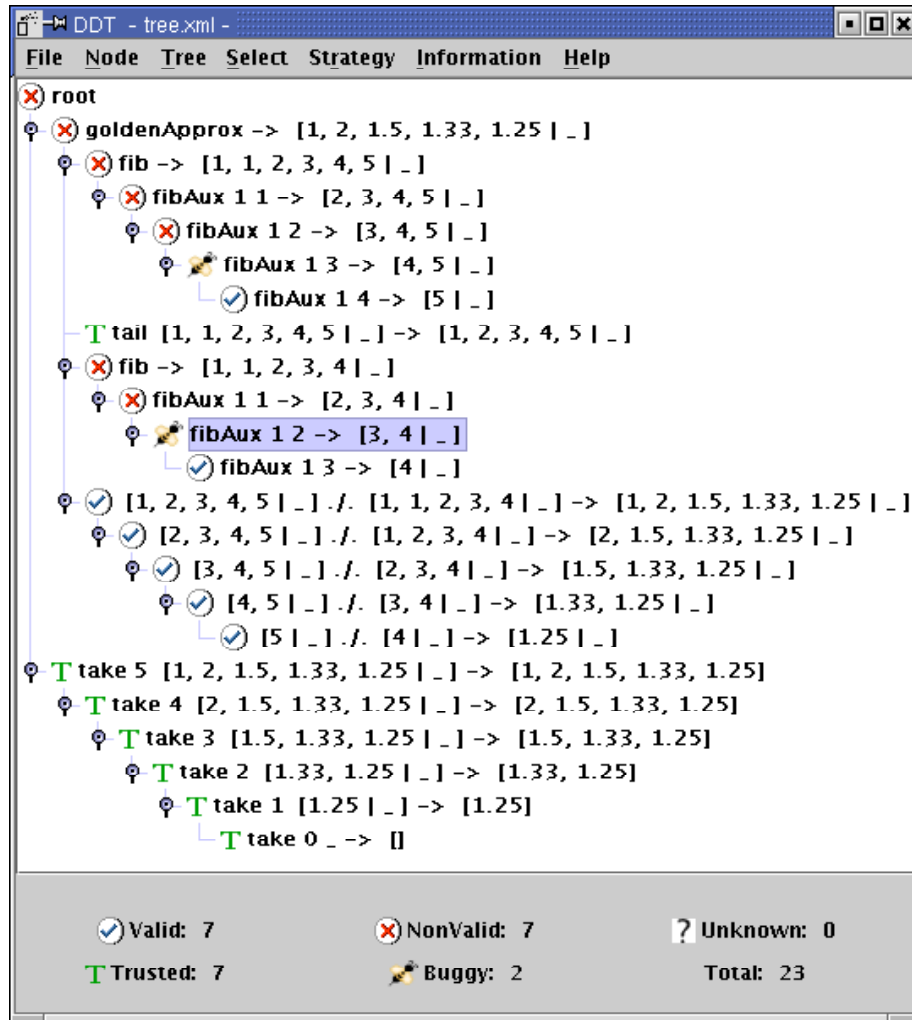 DDT - tree.xml -
File Node Tree Select Strategy Information Help
root
goldenApprox -> [1, 2, 1.5, 1.33, 1.25 | _]
fib -> [1, 1, 2, 3, 4, 5 | _]
fibAux 1 1 -> [2, 3, 4, 5 | _]
fibAux 1 2 -> [3, 4, 5 | _]
fibAux 1 3 -> [4, 5 | _]
fibAux 1 4 -> [5 | _]
T tail [1, 1, 2, 3, 4, 5 | _] -> [1, 2, 3, 4, 5 | _]
fib -> [1, 1, 2, 3, 4 | _]
fibAux 1 1 -> [2, 3, 4 | _]
fibAux 1 2 -> [3, 4 | _]
fibAux 1 3 -> [4 | _]
[1, 2, 3, 4, 5 | _] ./. [1, 1, 2, 3, 4 | _] -> [1, 2, 1.5, 1.33, 1.25 | _]
[2, 3, 4, 5 | _] ./. [1, 2, 3, 4 | _] -> [2, 1.5, 1.33, 1.25 | _]
[3, 4, 5 | _] ./. [2, 3, 4 | _] -> [1.5, 1.33, 1.25 | _]
[4, 5 | _] ./. [3, 4 | _] -> [1.33, 1.25 | _]
[5 | _] ./. [4 | _] -> [1.25 | _]
T take 5 [1, 2, 1.5, 1.33, 1.25 | _] -> [1, 2, 1.5, 1.33, 1.25]
T take 4 [2, 1.5, 1.33, 1.25 | _] -> [2, 1.5, 1.33, 1.25]
T take 3 [1.5, 1.33, 1.25 | _] -> [1.5, 1.33, 1.25]
T take 2 [1.33, 1.25 | _] -> [1.33, 1.25]
T take 1 [1.25 | _] -> [1.25]
T take 0 _ -> []
Valid: 7 NonValid: 7 ? Unknown: 0
T Trusted: 7 Buggy: 2 Total: 23